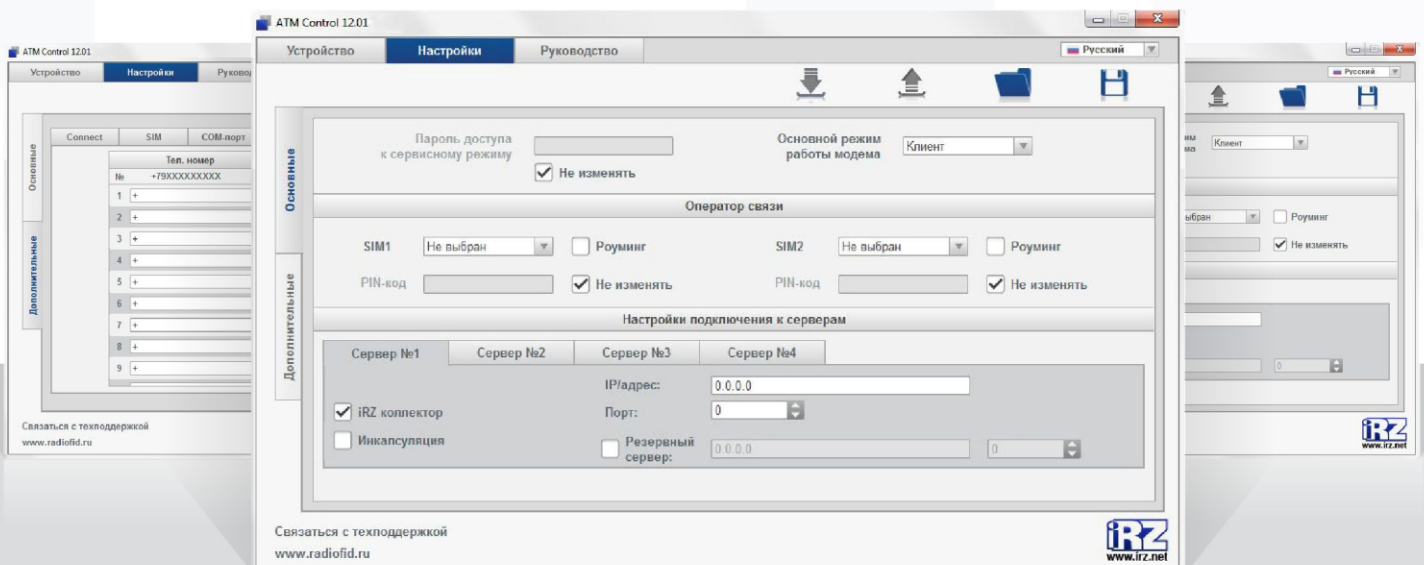 ATM Control 12.01
Устройство Настройки Руководство Русский
Пароль доступа
к сервисному режиму
Не изменять
Основной режим
работы модема
Клиент
Основные
Дополнительные
Оператор связи
SIM1 Не выбран Роуминг SIM2 Не выбран Роуминг
PIN-код Не изменять PIN-код Не изменять
Настройки подключения к серверам
Сервер №1 Сервер №2 Сервер №3 Сервер №4
IP/адрес: 0.0.0.0
iRZ коллектор Порт: 0
Инкапсуляция Резервный
сервер: 0.0.0.0 0
Связаться с техподдержкой
www.radiofid.ru
iRZ
www.irz.net
ATM Control 12.01
Устройство Настройки
Основные
Дополнительные
Connect SIM COM-порт
Тел. номер
№ +79XXXXXXXXX
1 +
2 +
3 +
4 +
5 +
6 +
7 +
8 +
9 +
Связаться с техподдержкой
www.radiofid.ru
Русский
Клиент
Роуминг
Не изменять
0
iRZ
www.irz.net